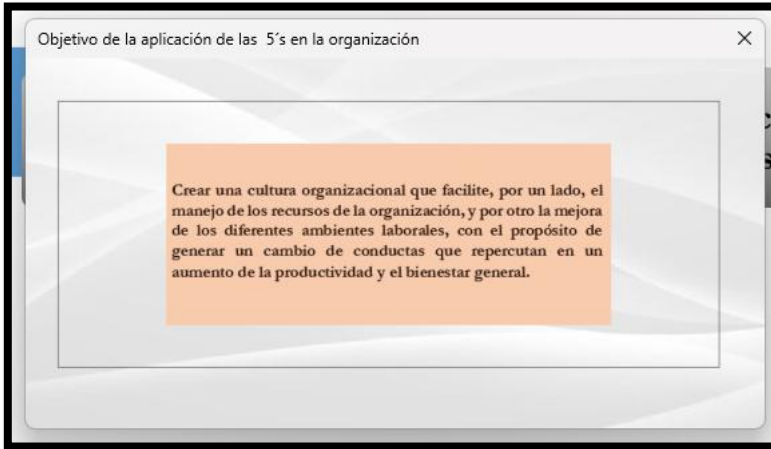 Objetivo de la aplicación de las 5´s en la organización
Crear una cultura organizacional que facilite, por un lado, el
manejo de los recursos de la organización, y por otro la mejora
de los diferentes ambientes laborales, con el propósito de
generar un cambio de conductas que repercutan en un
aumento de la productividad y el bienestar general.